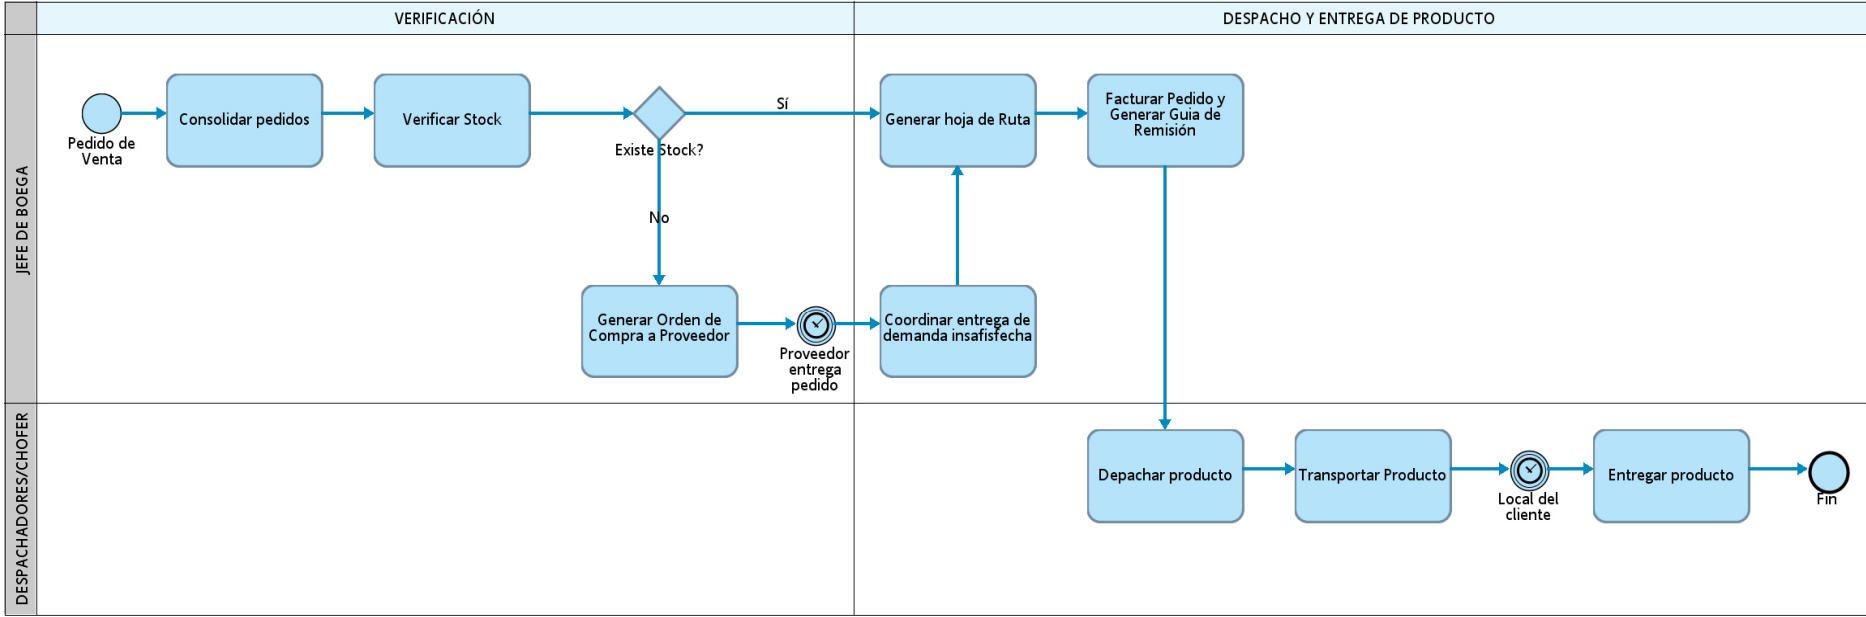 VERIFICACIÓN
DESPACHO Y ENTREGA DE PRODUCTO
JEFE DE BOEGA
Pedido de
Venta
Consolidar pedidos
Verificar Stock
Existe Stock?
Sí
No
Generar hoja de Ruta
Facturar Pedido y
Generar Guia de
Remisión
Generar Orden de
Compra a Proveedor
Proveedor
entrega
pedido
Coordinar entrega de
demanda insafisfecha
DESPACHADORES/CHOFER
Depachar producto
Transportar Producto
Local del
cliente
Entregar producto
Fin